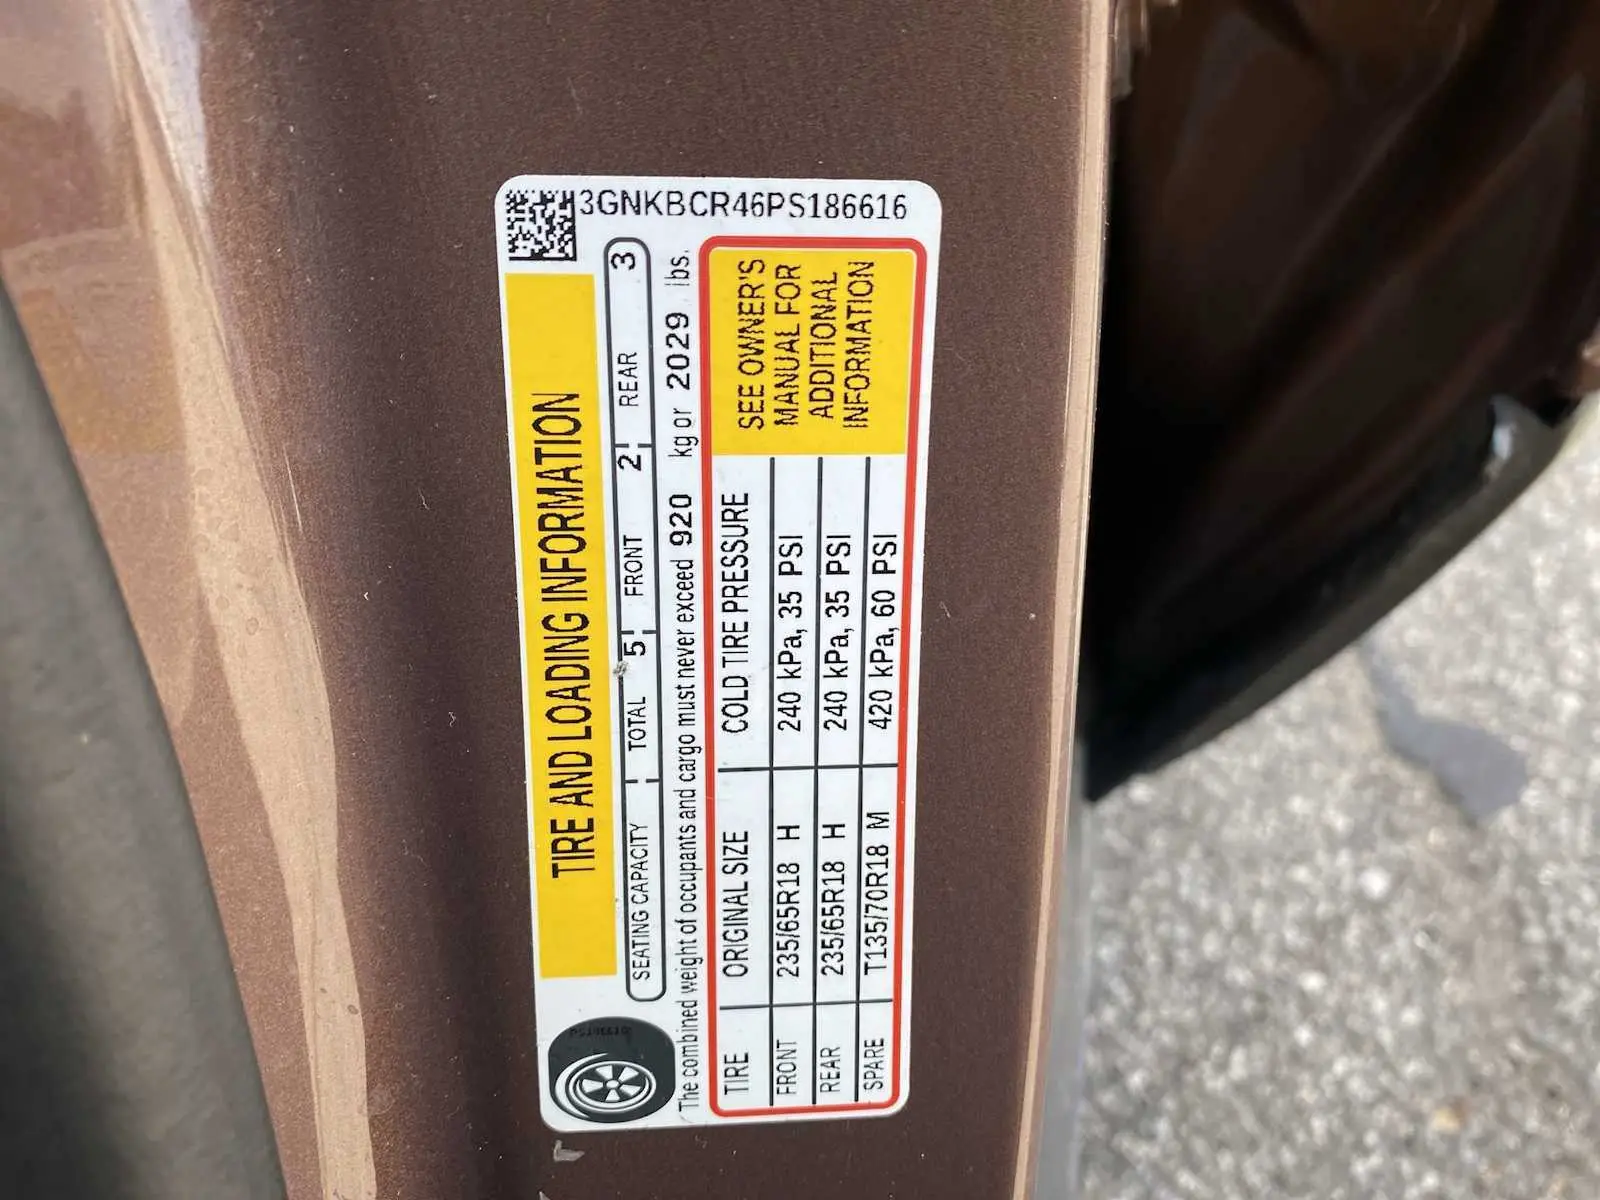 3GNKBCR46PS186616
TIRE AND LOADING INFORMATION
SEATING CAPACITY TOTAL 5 FRONT 2 REAR 3
The combined weight of occupants and cargo must never exceed 920 kg or 2029 lbs.
TIRE ORIGINAL SIZE COLD TIRE PRESSURE
FRONT 235/65R18 H 240 kPa, 35 PSI
REAR 235/65R18 H 240 kPa, 35 PSI
SPARE T135/70R18 M 420 kPa, 60 PSI
SEE OWNER'S
MANUAL FOR
ADDITIONAL
INFORMATION